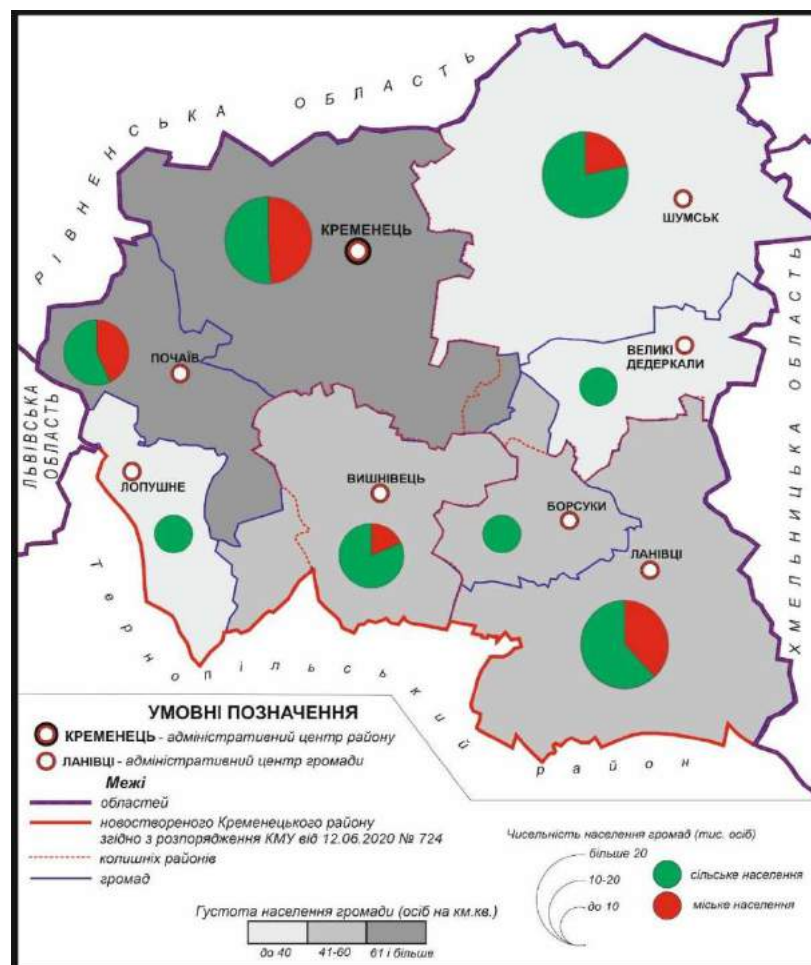 РІВНЕНСЬКА ОБЛАСТЬ
ШУМСЬК
КРЕМЕНЕЦЬ
ХМЕЛЬНИЦЬКА ОБЛАСТЬ
ВЕЛИКІ
ДЕДЕРКАЛИ
ПОЧАЇВ
ЛЬВІВСЬКА
ОБЛАСТЬ
ЛОПУШНЕ
ВИШНІВЕЦЬ
БОРСУКИ
ЛАНІВЦІ
Тернопільський район
УМОВНІ ПОЗНАЧЕННЯ
КРЕМЕНЕЦЬ - адміністративний центр району
ЛАНІВЦІ - адміністративний центр громади
Межі
областей
новоствореного Кременецького району
згідно з розпорядження КМУ від 12.06.2020 № 724
колишніх районів
громад
Чисельність населення громад (тис. осіб)
більше 20
10-20
до 10
сільське населення
міське населення
Густота населення громади (осіб на км.кв.)
до 40
41-60
61 і більше